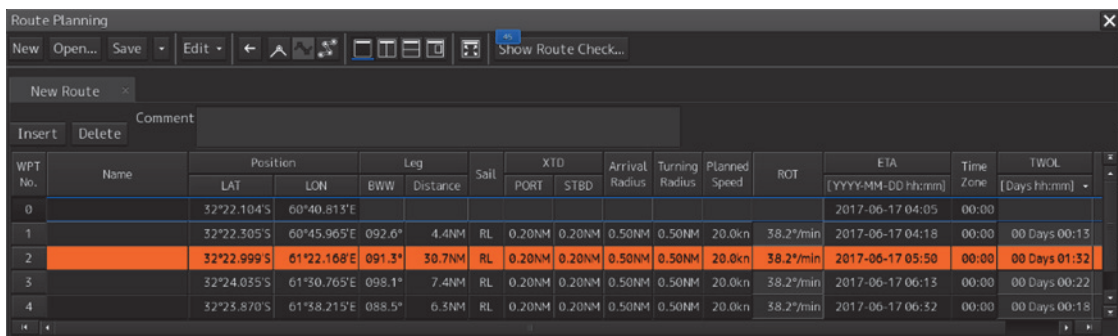 Route Planning
New Open... Save Edit 45 Show Route Check...
New Route ×
Comment
Insert Delete
WPT No. Name Position Leg Sail XTD Arrival Radius Turning Radius Planned Speed ROT ETA Time Zone TWOL
LAT LON BWW Distance PORT STBD [YYYY-MM-DD hh:mm] [Days hh:mm]
0 32°22.104'S 60°40.813'E 2017-06-17 04:05 00:00
1 32°22.305'S 60°45.965'E 092.6° 4.4NM RL 0.20NM 0.20NM 0.50NM 0.50NM 20.0kn 38.2°/min 2017-06-17 04:18 00:00 00 Days 00:13
2 32°22.999'S 61°22.168'E 091.3° 30.7NM RL 0.20NM 0.20NM 0.50NM 0.50NM 20.0kn 38.2°/min 2017-06-17 05:50 00:00 00 Days 01:32
3 32°24.035'S 61°30.765'E 098.1° 7.4NM RL 0.20NM 0.20NM 0.50NM 0.50NM 20.0kn 38.2°/min 2017-06-17 06:13 00:00 00 Days 00:22
4 32°23.870'S 61°38.215'E 088.5° 6.3NM RL 0.20NM 0.20NM 0.50NM 0.50NM 20.0kn 38.2°/min 2017-06-17 06:32 00:00 00 Days 00:18